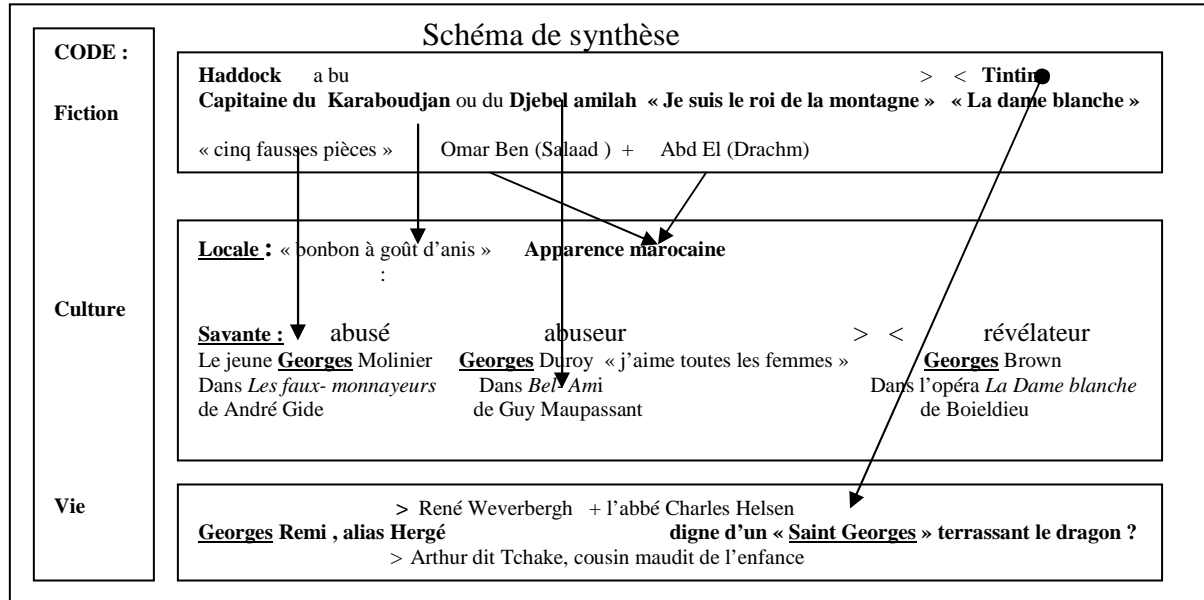 Schéma de synthèse
CODE :
Fiction
Haddock a bu > < Tintin
Capitaine du Karaboudjan ou du Djebel amilah « Je suis le roi de la montagne » « La dame blanche »
« cinq fausses pièces » Omar Ben (Salaad ) + Abd El (Drachm)
Culture
Locale : « bonbon à goût d'anis » Apparence marocaine
:
Savante : abusé abuseur > < révélateur
Le jeune Georges Molinier Georges Duroy « j'aime toutes les femmes » Georges Brown
Dans Les faux- monnayeurs Dans Bel- Ami Dans l'opéra La Dame blanche
de André Gide de Guy Maupassant de Boieldieu
Vie
> René Weverbergh + l'abbé Charles Helsen
Georges Remi , alias Hergé digne d'un « Saint Georges » terrassant le dragon ?
> Arthur dit Tchake, cousin maudit de l'enfance